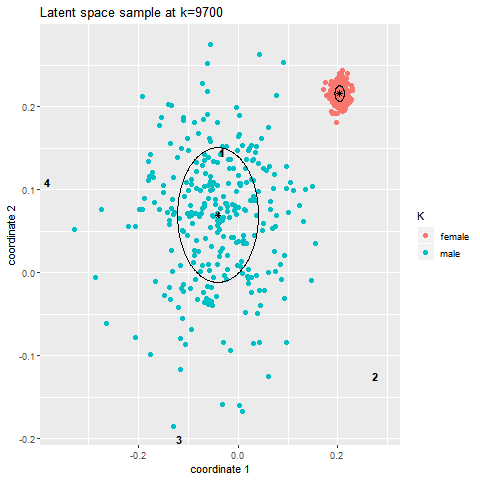 Latent space sample at k=9700
coordinate 2
0.2
0.1
0.0
-0.1
-0.2
1
4
2
3
-0.2
0.0
0.2
coordinate 1
K
female
male